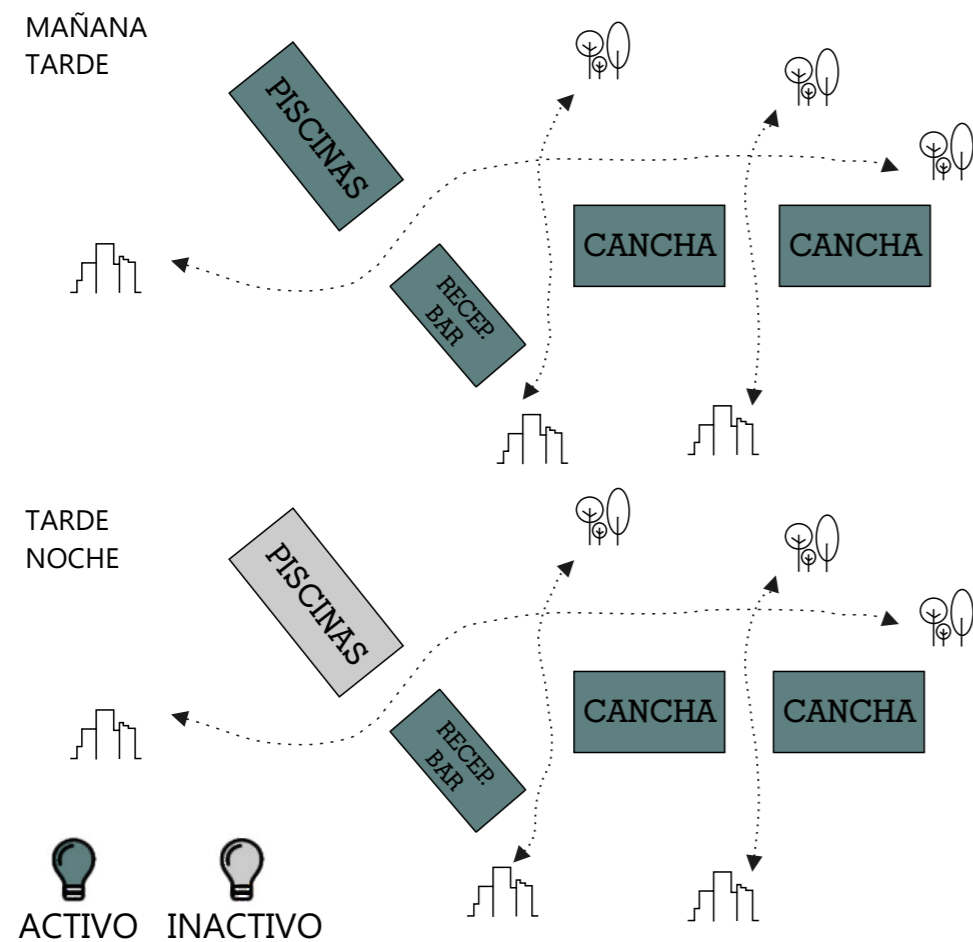 MAÑANA
TARDE
PISCINAS
CANCHA
CANCHA
RECEP.
BAR
TARDE
NOCHE
PISCINAS
CANCHA
CANCHA
RECEP.
BAR
ACTIVO
INACTIVO